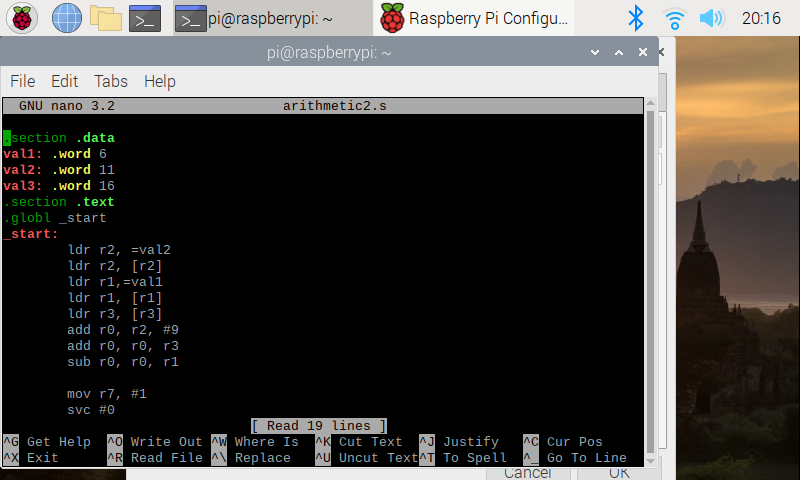 pi@raspberrypi: ~
Raspberry Pi Configu...
20:16
pi@raspberrypi: ~
File Edit Tabs Help
GNU nano 3.2 arithmetic2.s
.section .data
val1: .word 6
val2: .word 11
val3: .word 16
.section .text
.globl _start
_start:
ldr r2, =val2
ldr r2, [r2]
ldr r1,=val1
ldr r1, [r1]
ldr r3, [r3]
add r0, r2, #9
add r0, r0, r3
sub r0, r0, r1
mov r7, #1
svc #0
[ Read 19 lines ]
^G Get Help ^O Write Out ^W Where Is ^K Cut Text ^J Justify ^C Cur Pos
^X Exit ^R Read File ^\ Replace ^U Uncut Text ^T To Spell ^_ Go To Line
Cancel OK